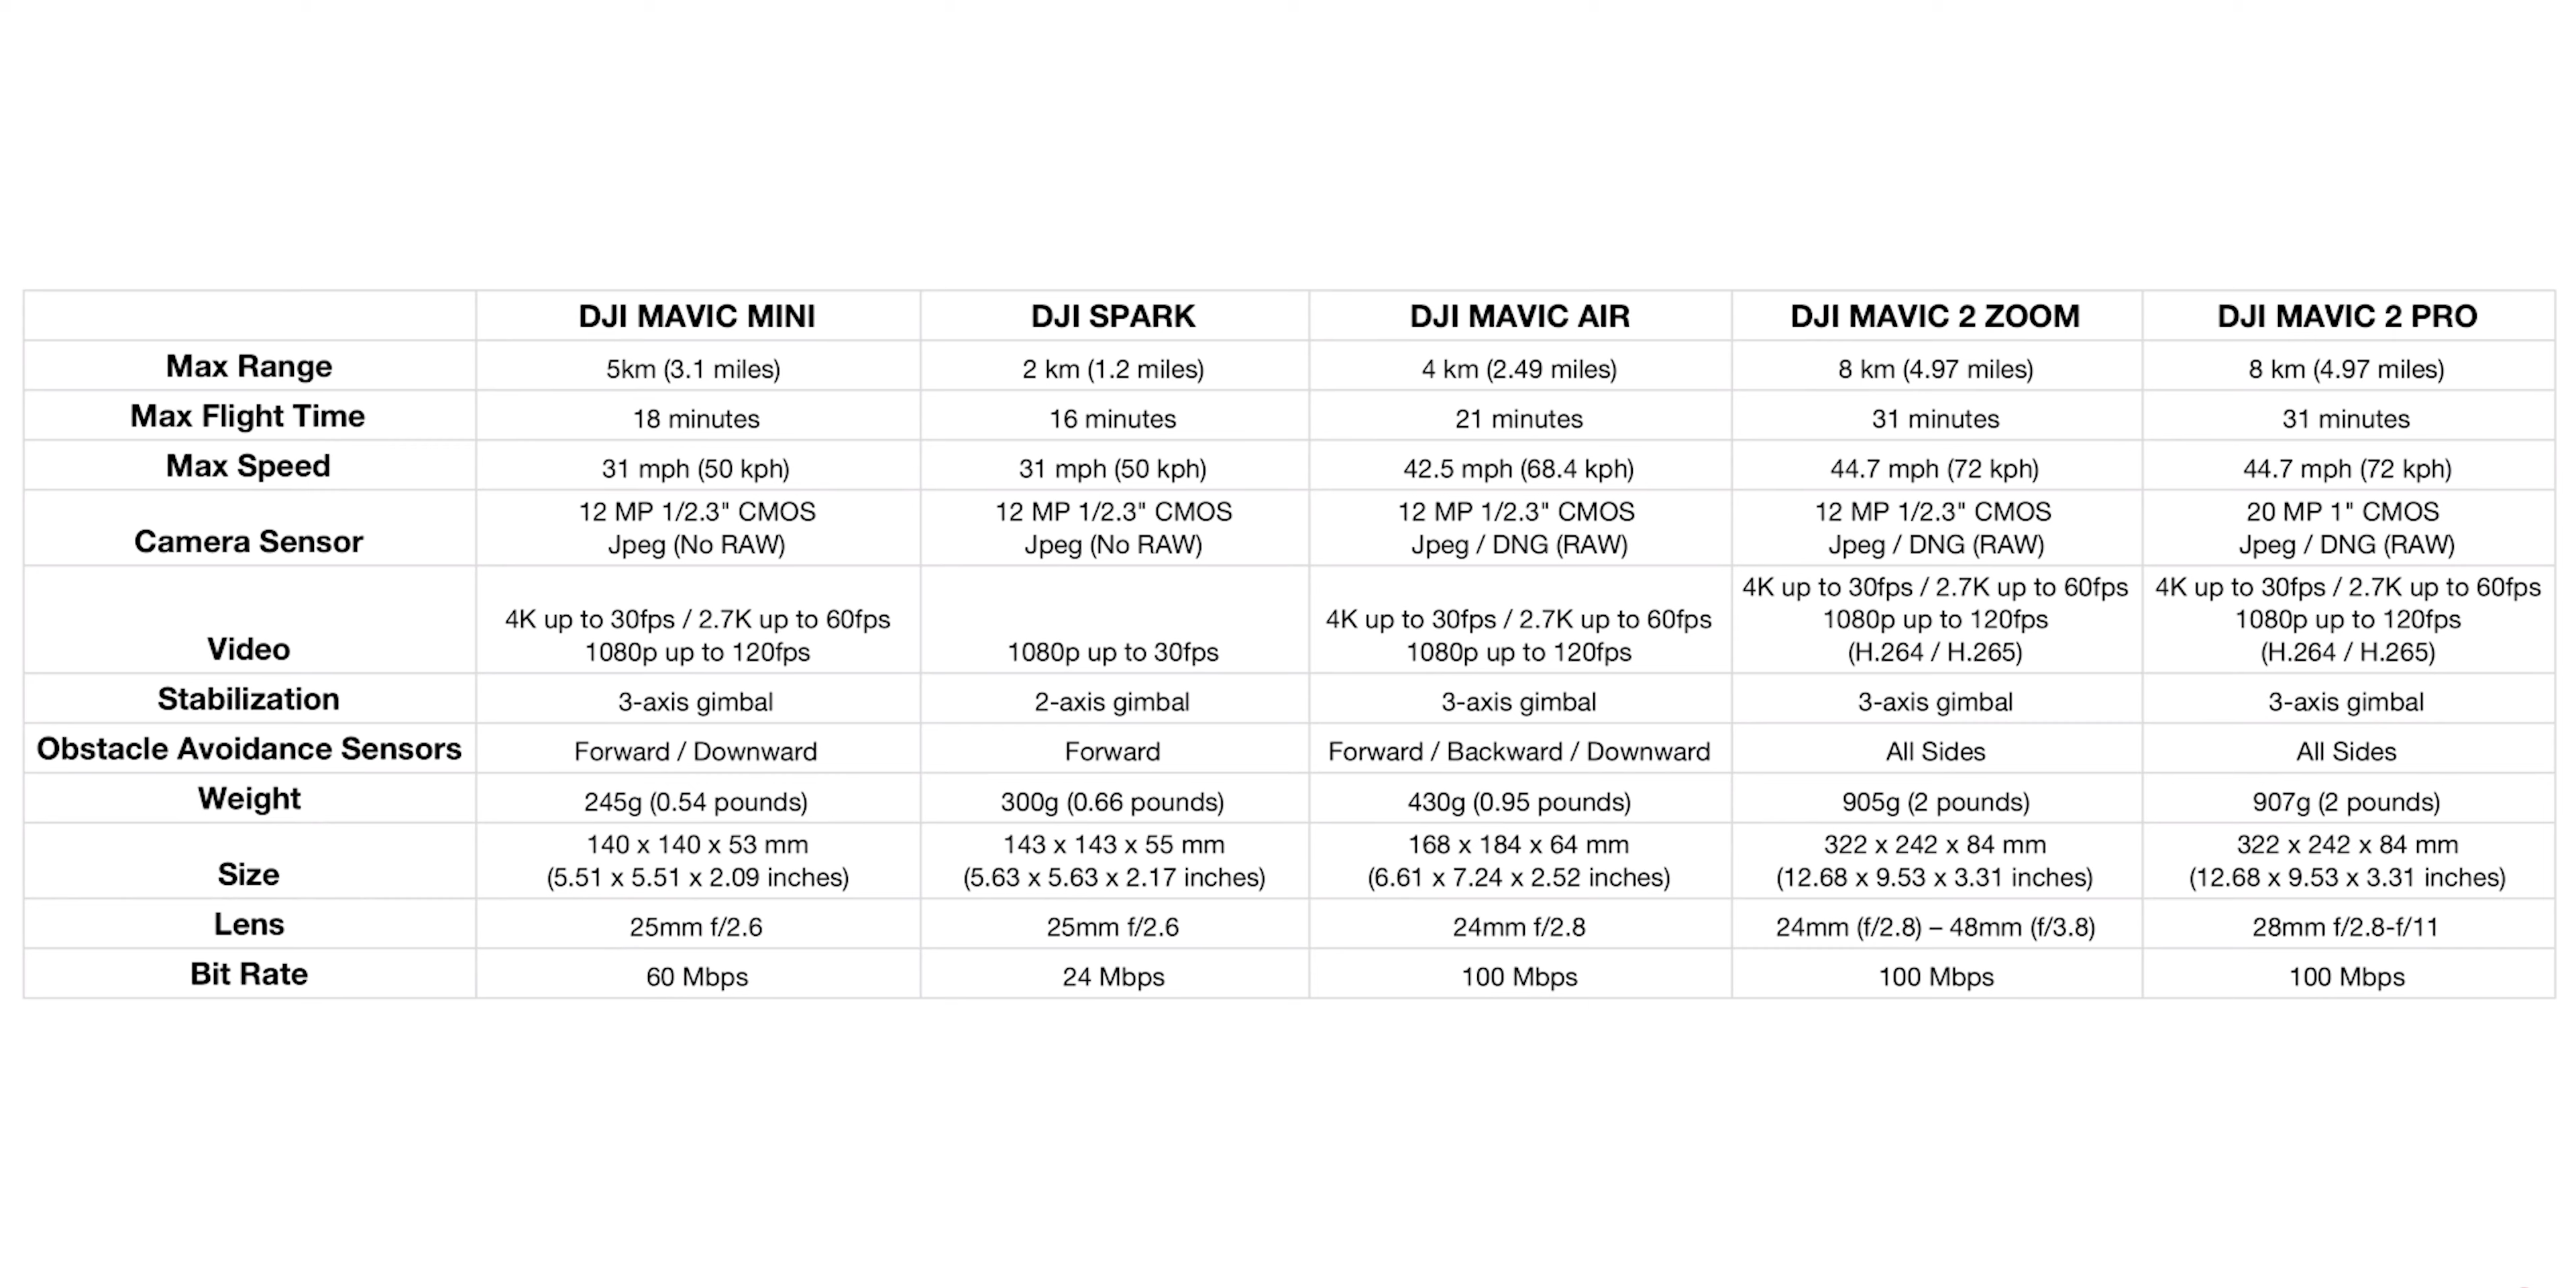 DJI MAVIC MINI DJI SPARK DJI MAVIC AIR DJI MAVIC 2 ZOOM DJI MAVIC 2 PRO
Max Range 5km (3.1 miles) 2 km (1.2 miles) 4 km (2.49 miles) 8 km (4.97 miles) 8 km (4.97 miles)
Max Flight Time 18 minutes 16 minutes 21 minutes 31 minutes 31 minutes
Max Speed 31 mph (50 kph) 31 mph (50 kph) 42.5 mph (68.4 kph) 44.7 mph (72 kph) 44.7 mph (72 kph)
12 MP 1/2.3" CMOS 12 MP 1/2.3" CMOS 12 MP 1/2.3" CMOS 12 MP 1/2.3" CMOS 20 MP 1" CMOS
Camera Sensor Jpeg (No RAW) Jpeg (No RAW) Jpeg / DNG (RAW) Jpeg / DNG (RAW) Jpeg / DNG (RAW)
4K up to 30fps / 2.7K up to 60fps 4K up to 30fps / 2.7K up to 60fps
4K up to 30fps / 2.7K up to 60fps 4K up to 30fps / 2.7K up to 60fps 1080p up to 120fps 1080p up to 120fps
Video 1080p up to 120fps 1080p up to 30fps 1080p up to 120fps (H.264 / H.265) (H.264 / H.265)
Stabilization 3-axis gimbal 2-axis gimbal 3-axis gimbal 3-axis gimbal 3-axis gimbal
Obstacle Avoidance Sensors Forward / Downward Forward Forward / Backward / Downward All Sides All Sides
Weight 245g (0.54 pounds) 300g (0.66 pounds) 430g (0.95 pounds) 905g (2 pounds) 907g (2 pounds)
140 x 140 x 53 mm 143 x 143 x 55 mm 168 x 184 x 64 mm 322 x 242 x 84 mm 322 x 242 x 84 mm
Size (5.51 x 5.51 x 2.09 inches) (5.63 x 5.63 x 2.17 inches) (6.61 x 7.24 x 2.52 inches) (12.68 x 9.53 x 3.31 inches) (12.68 x 9.53 x 3.31 inches)
Lens 25mm f/2.6 25mm f/2.6 24mm f/2.8 24mm (f/2.8) – 48mm (f/3.8) 28mm f/2.8-f/11
Bit Rate 60 Mbps 24 Mbps 100 Mbps 100 Mbps 100 Mbps